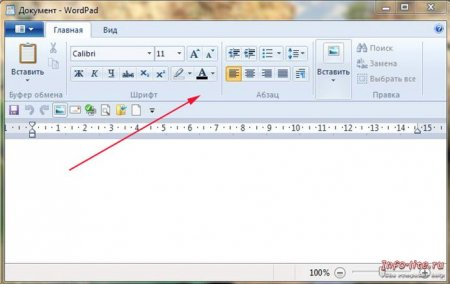 Документ - WordPad
Главная
Вид
Вставить
Буфер обмена
Calibri
11
Ж К Ч abc X₂ X²
А
Шрифт
Абзац
Вставить
Поиск
Замена
Выбрать все
Правка
1 1 2 3 4 5 6 7 8 9 10 11 12 13 14 15
100%
Info-lite.ru